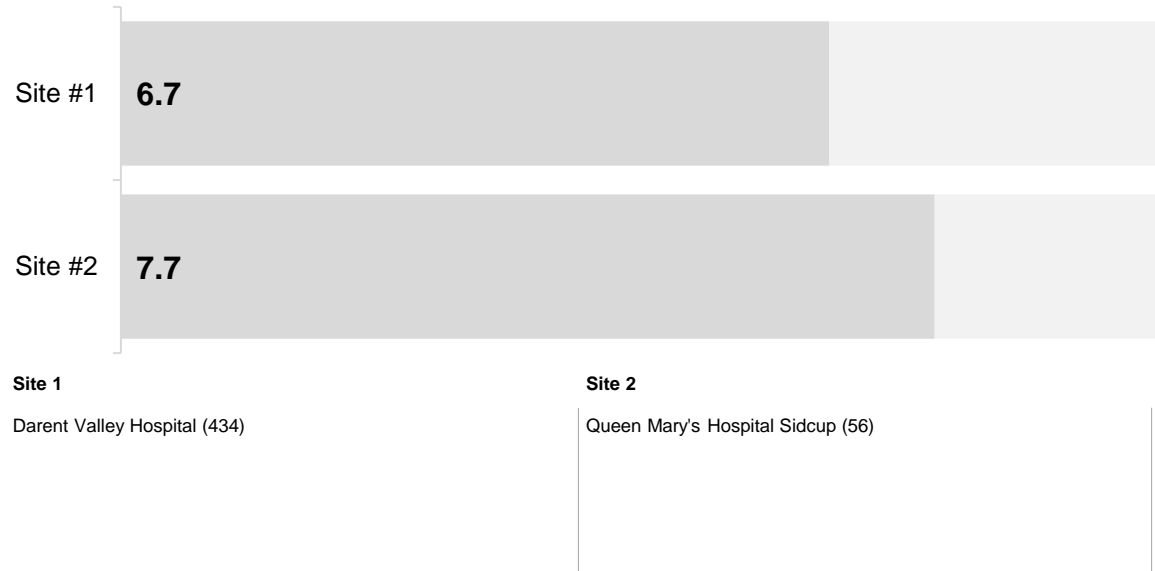 Site #1 6.7
Site #2 7.7
Site 1 Site 2
Darent Valley Hospital (434) Queen Mary's Hospital Sidcup (56)